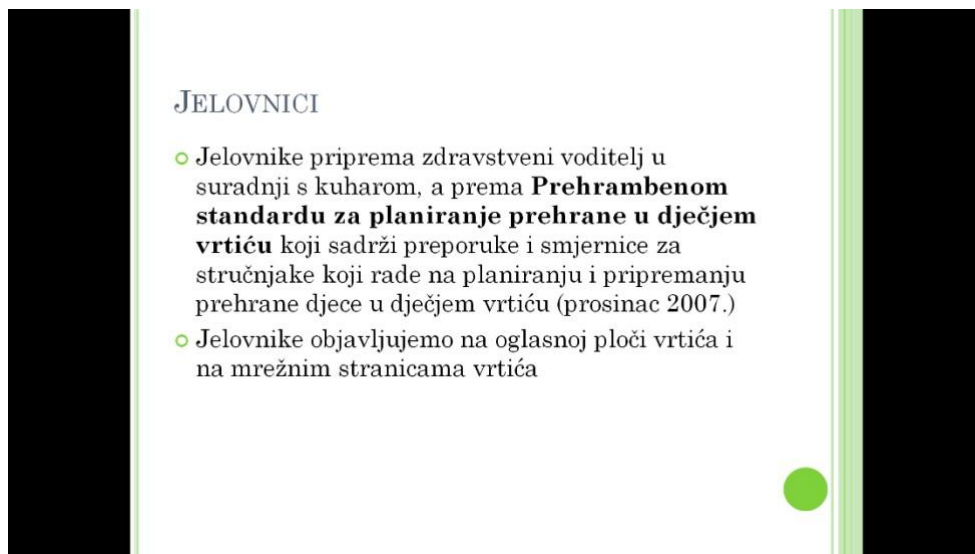 JELOVNICI
Jelovnike priprema zdravstveni voditelj u
suradnji s kuharom, a prema Prehrambenom
standardu za planiranje prehrane u dječjem
vrtiću koji sadrži preporuke i smjernice za
stručnjake koji rade na planiranju i pripremanju
prehrane djece u dječjem vrtiću (prosinac 2007.)
Jelovnike objavljujemo na oglasnoj ploči vrtića i
na mrežnim stranicama vrtića